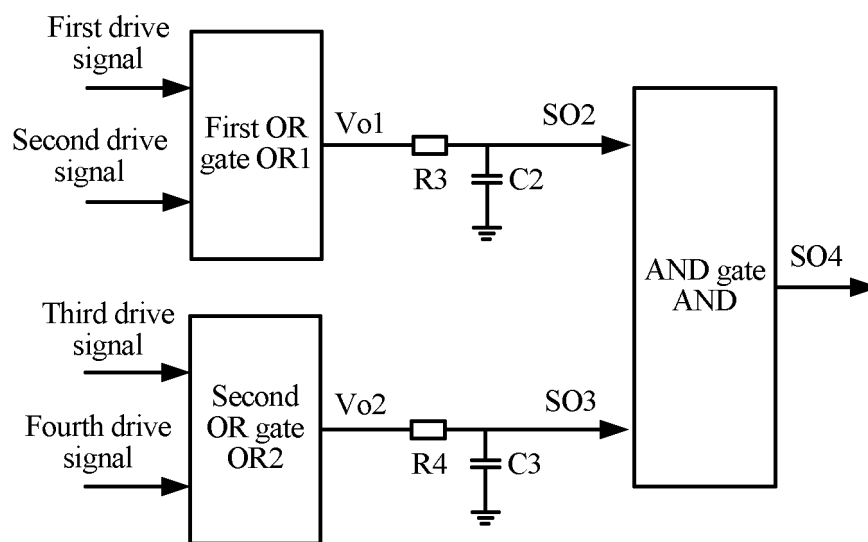 First drive
signal
Second drive
signal
First OR
gate OR1
Vo1
R3
C2
SO2
AND gate
AND
SO4
Third drive
signal
Fourth drive
signal
Second
OR gate
OR2
Vo2
R4
C3
SO3